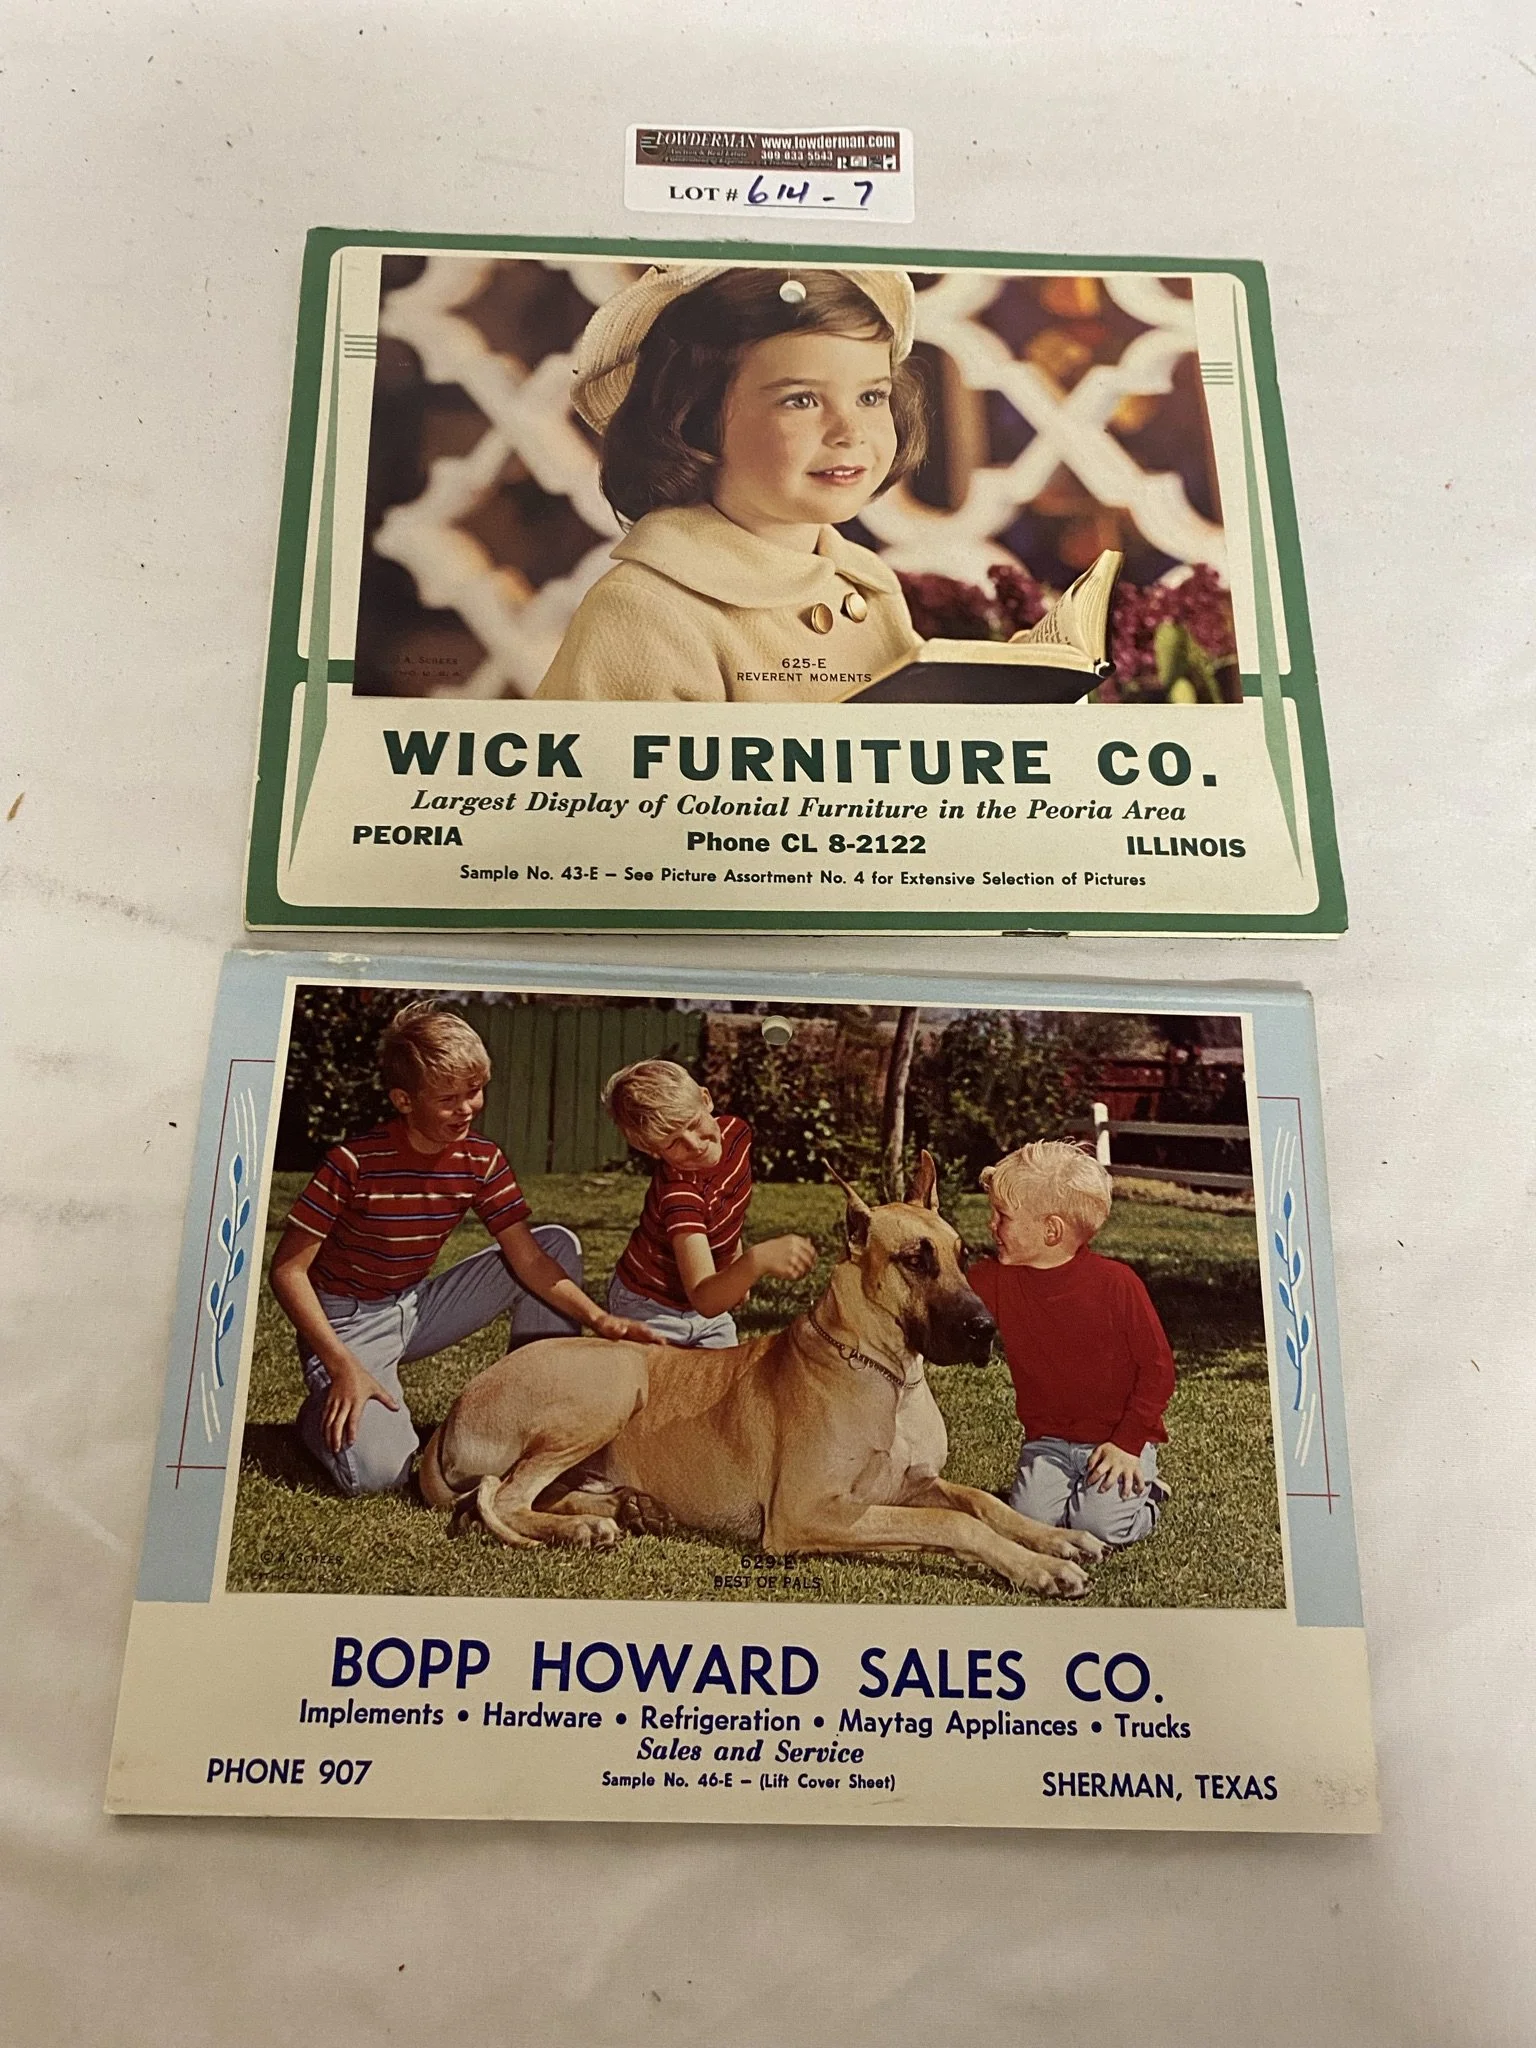 LOWDERMAN www.lowderman.com
309 833 5543
LOT # 614-7
A. SCHEES
625-E
REVERENT MOMENTS
WICK FURNITURE CO.
Largest Display of Colonial Furniture in the Peoria Area
PEORIA Phone CL 8-2122 ILLINOIS
Sample No. 43-E – See Picture Assortment No. 4 for Extensive Selection of Pictures
© A. SCHEES
629-E
BEST OF PALS
BOPP HOWARD SALES CO.
Implements • Hardware • Refrigeration • Maytag Appliances • Trucks
Sales and Service
PHONE 907 Sample No. 46-E – (Lift Cover Sheet) SHERMAN, TEXAS